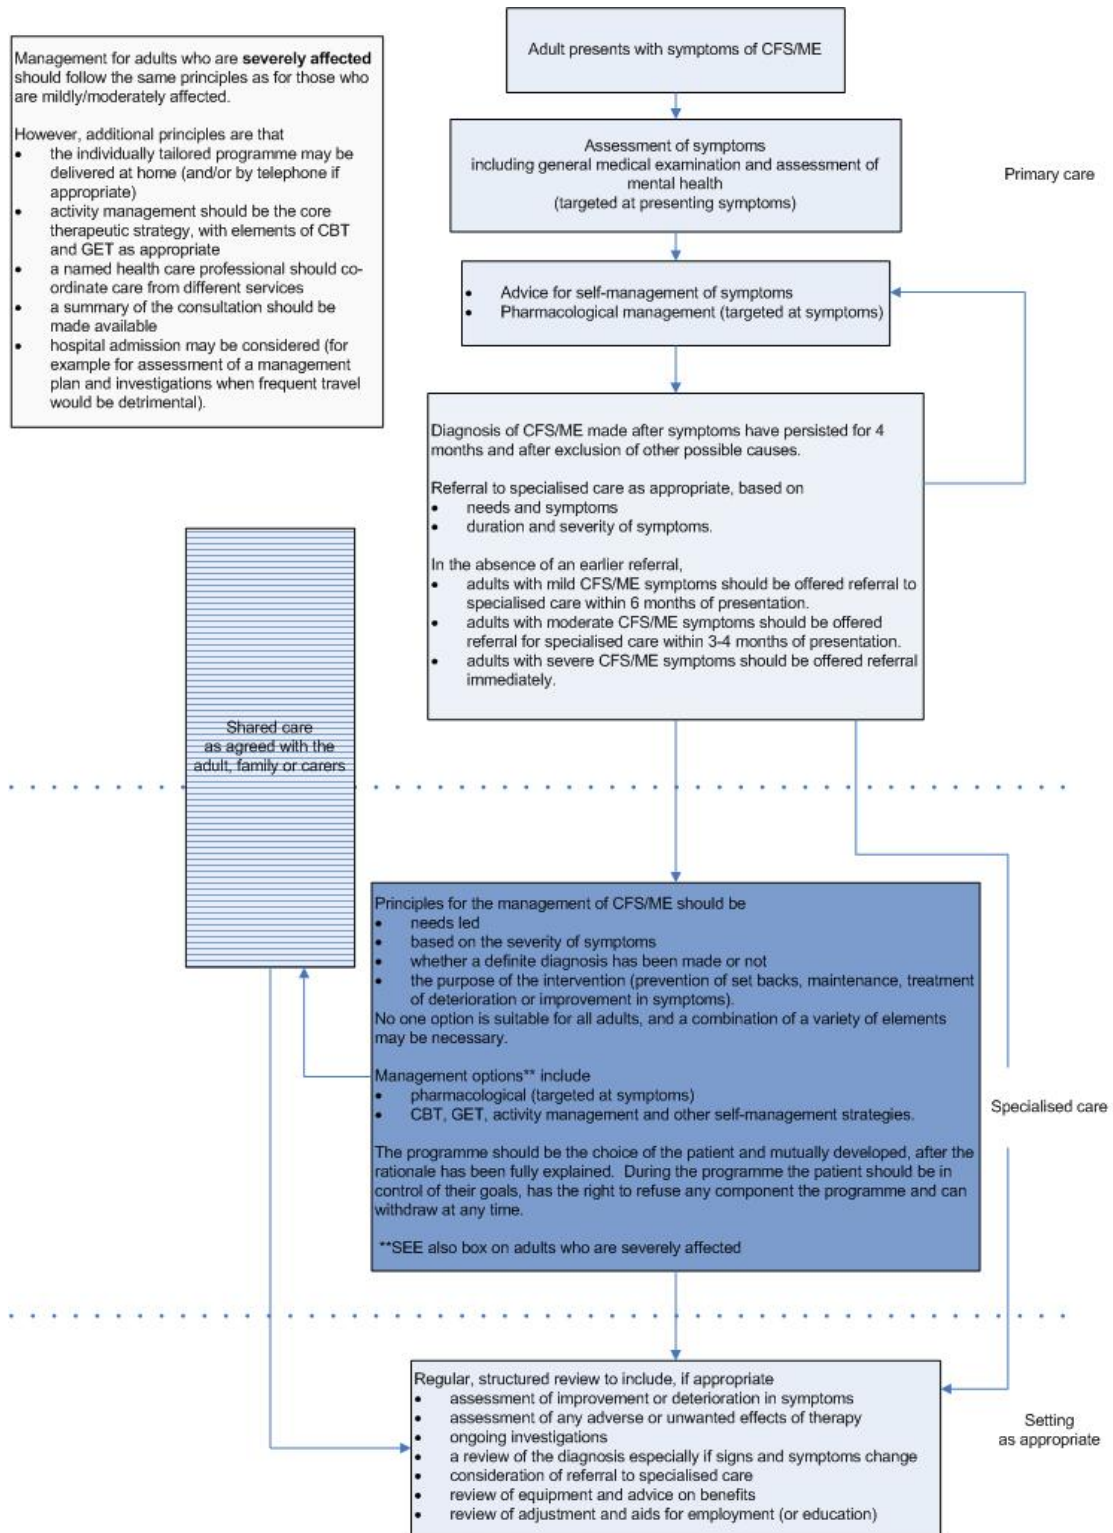 Adult presents with symptoms of CFS/ME
Management for adults who are severely affected
should follow the same principles as for those who
are mildly/moderately affected.
However, additional principles are that
• the individually tailored programme may be
delivered at home (and/or by telephone if
appropriate)
• activity management should be the core
therapeutic strategy, with elements of CBT
and GET as appropriate
• a named health care professional should co-
ordinate care from different services
• a summary of the consultation should be
made available
• hospital admission may be considered (for
example for assessment of a management
plan and investigations when frequent travel
would be detrimental).
Assessment of symptoms
including general medical examination and assessment of
mental health
(targeted at presenting symptoms)
Primary care
• Advice for self-management of symptoms
• Pharmacological management (targeted at symptoms)
Diagnosis of CFS/ME made after symptoms have persisted for 4
months and after exclusion of other possible causes.
Referral to specialised care as appropriate, based on
• needs and symptoms
• duration and severity of symptoms.
In the absence of an earlier referral,
• adults with mild CFS/ME symptoms should be offered referral to
specialised care within 6 months of presentation.
• adults with moderate CFS/ME symptoms should be offered
referral for specialised care within 3-4 months of presentation.
• adults with severe CFS/ME symptoms should be offered referral
immediately.
Shared care
as agreed with the
adult, family or carers
Principles for the management of CFS/ME should be
• needs led
• based on the severity of symptoms
• whether a definite diagnosis has been made or not
• the purpose of the intervention (prevention of set backs, maintenance, treatment
of deterioration or improvement in symptoms).
No one option is suitable for all adults, and a combination of a variety of elements
may be necessary.
Management options** include
• pharmacological (targeted at symptoms)
• CBT, GET, activity management and other self-management strategies.
The programme should be the choice of the patient and mutually developed, after the
rationale has been fully explained. During the programme the patient should be in
control of their goals, has the right to refuse any component the programme and can
withdraw at any time.
**SEE also box on adults who are severely affected
Specialised care
Regular, structured review to include, if appropriate
• assessment of improvement or deterioration in symptoms
• assessment of any adverse or unwanted effects of therapy
• ongoing investigations
• a review of the diagnosis especially if signs and symptoms change
• consideration of referral to specialised care
• review of equipment and advice on benefits
• review of adjustment and aids for employment (or education)
Setting
as appropriate